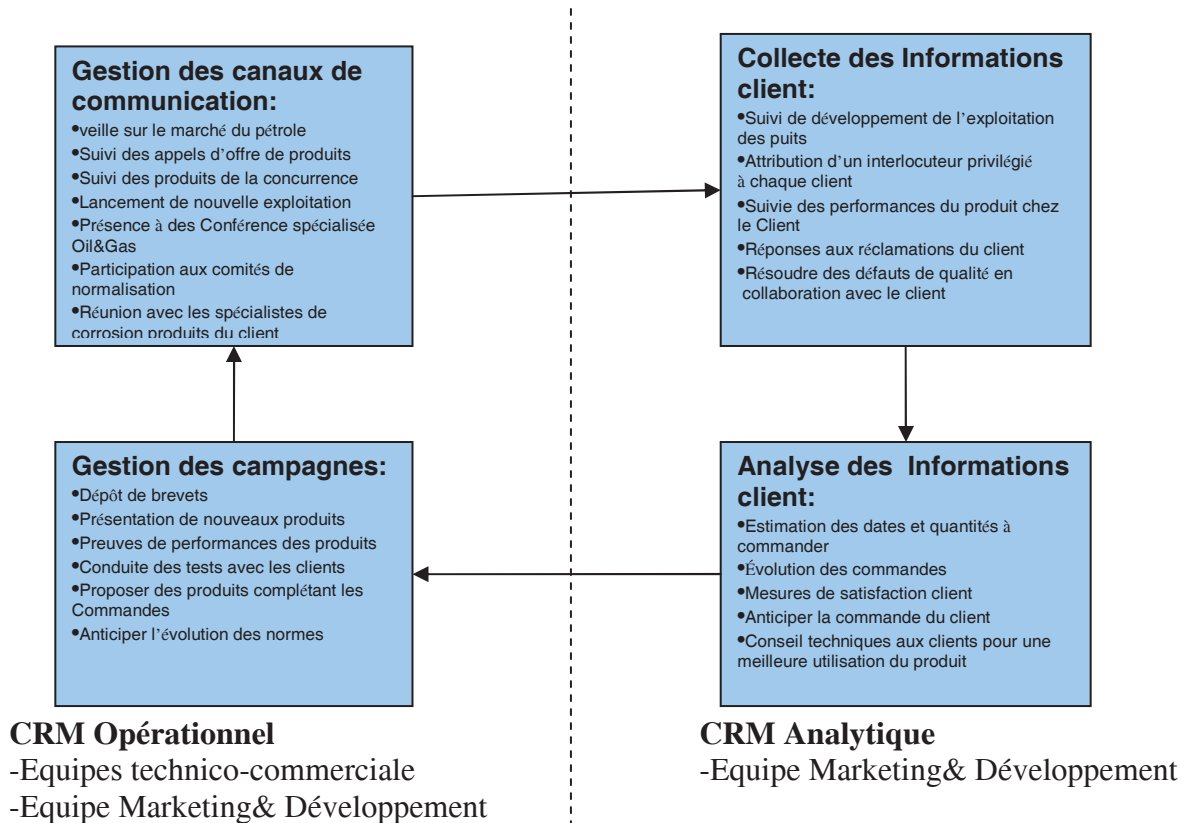 Gestion des canaux de
communication:
•veille sur le marché du pétrole
•Suivi des appels d'offre de produits
•Suivi des produits de la concurrence
•Lancement de nouvelle exploitation
•Présence à des Conférence spécialisée
Oil&Gas
•Participation aux comités de
normalisation
•Réunion avec les spécialistes de
corrosion produits du client
Collecte des Informations
client:
•Suivi de développement de l'exploitation
des puits
•Attribution d'un interlocuteur privilégié
à chaque client
•Suivie des performances du produit chez
le Client
•Réponses aux réclamations du client
•Résoudre des défauts de qualité en
collaboration avec le client
Gestion des campagnes:
•Dépôt de brevets
•Présentation de nouveaux produits
•Preuves de performances des produits
•Conduite des tests avec les clients
•Proposer des produits complétant les
Commandes
•Anticiper l'évolution des normes
Analyse des Informations
client:
•Estimation des dates et quantités à
commander
•Évolution des commandes
•Mesures de satisfaction client
•Anticiper la commande du client
•Conseil techniques aux clients pour une
meilleure utilisation du produit
CRM Opérationnel
-Equipes technico-commerciale
-Equipe Marketing& Développement
CRM Analytique
-Equipe Marketing& Développement